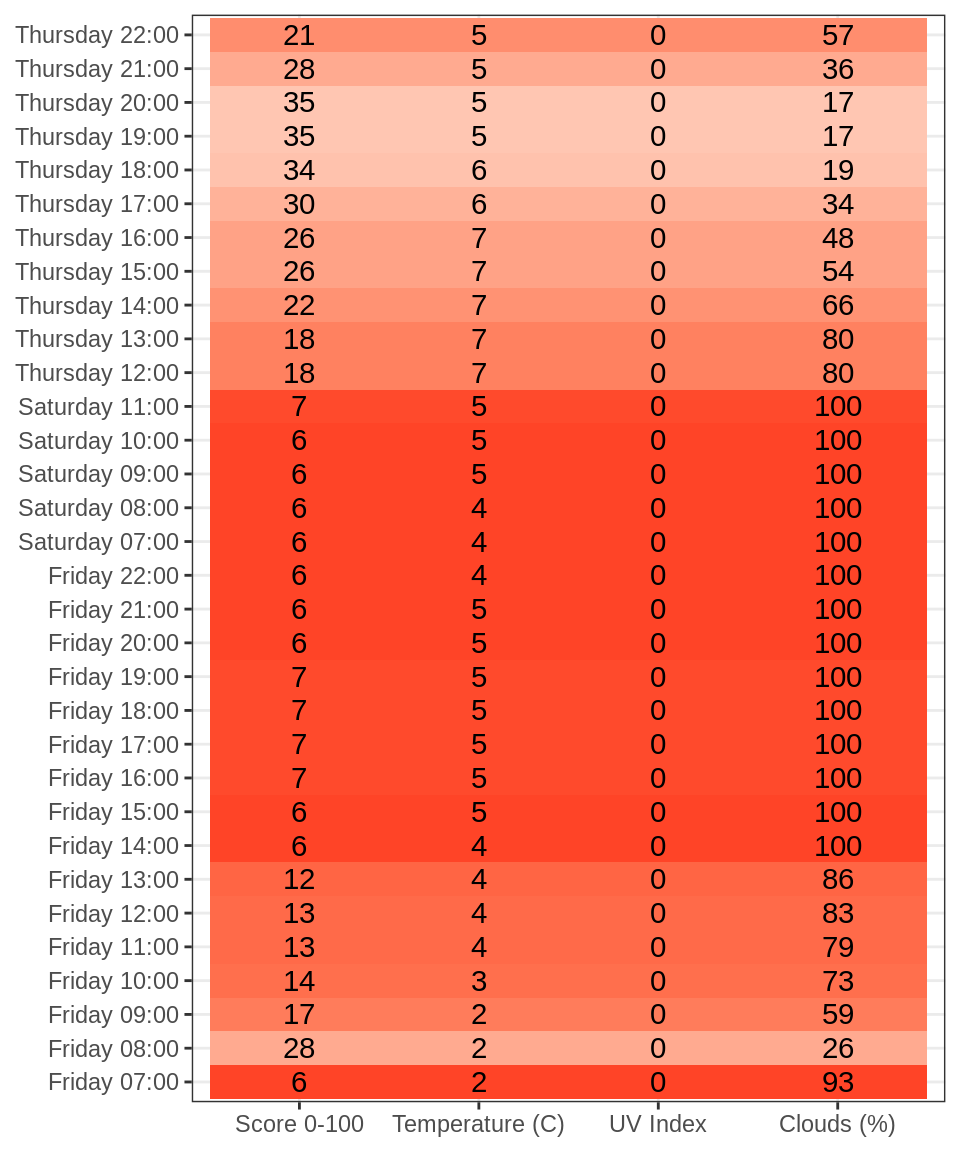 Thursday 22:00 21 5 0 57
Thursday 21:00 28 5 0 36
Thursday 20:00 35 5 0 17
Thursday 19:00 35 5 0 17
Thursday 18:00 34 6 0 19
Thursday 17:00 30 6 0 34
Thursday 16:00 26 7 0 48
Thursday 15:00 26 7 0 54
Thursday 14:00 22 7 0 66
Thursday 13:00 18 7 0 80
Thursday 12:00 18 7 0 80
Saturday 11:00 7 5 0 100
Saturday 10:00 6 5 0 100
Saturday 09:00 6 5 0 100
Saturday 08:00 6 4 0 100
Saturday 07:00 6 4 0 100
Friday 22:00 6 4 0 100
Friday 21:00 6 5 0 100
Friday 20:00 6 5 0 100
Friday 19:00 7 5 0 100
Friday 18:00 7 5 0 100
Friday 17:00 7 5 0 100
Friday 16:00 7 5 0 100
Friday 15:00 6 5 0 100
Friday 14:00 6 4 0 100
Friday 13:00 12 4 0 86
Friday 12:00 13 4 0 83
Friday 11:00 13 4 0 79
Friday 10:00 14 3 0 73
Friday 09:00 17 2 0 59
Friday 08:00 28 2 0 26
Friday 07:00 6 2 0 93
Score 0-100 Temperature (C) UV Index Clouds (%)